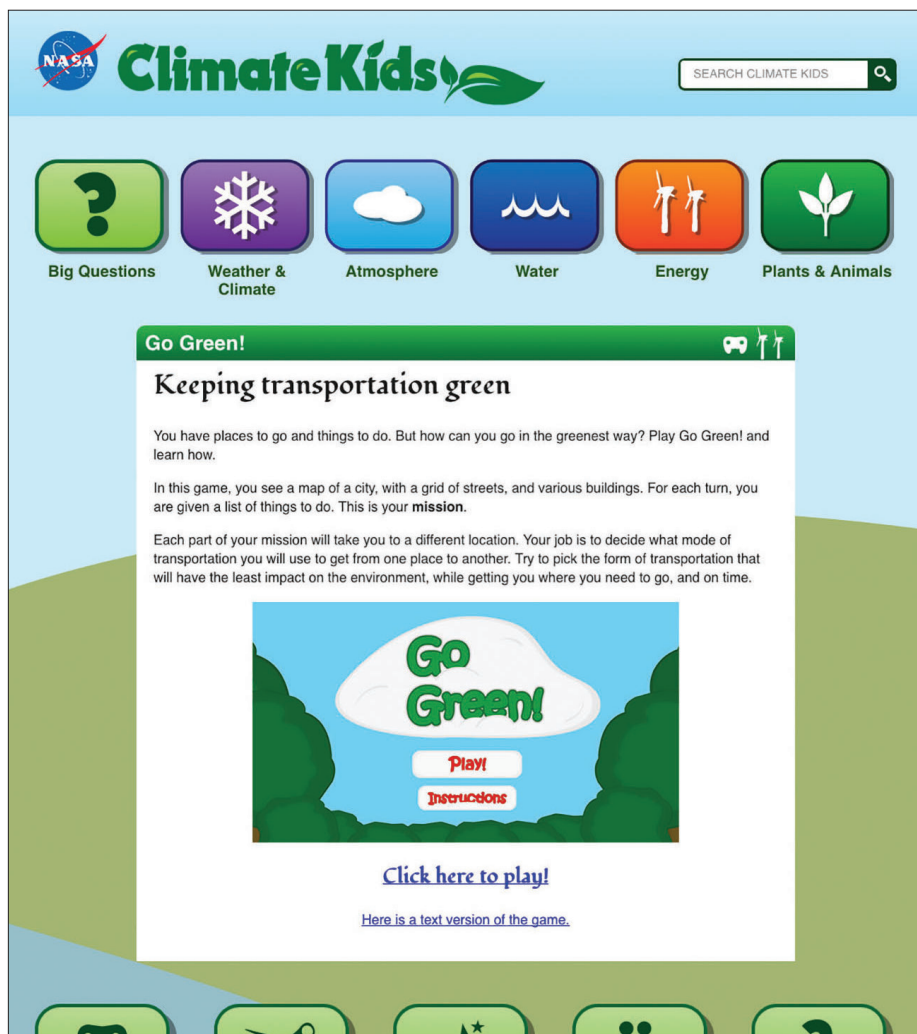 NASA
ClimateKids
SEARCH CLIMATE KIDS
Big Questions
Weather &
Climate
Atmosphere
Water
Energy
Plants & Animals
Go Green!
Keeping transportation green
You have places to go and things to do. But how can you go in the greenest way? Play Go Green! and
learn how.
In this game, you see a map of a city, with a grid of streets, and various buildings. For each turn, you
are given a list of things to do. This is your mission.
Each part of your mission will take you to a different location. Your job is to decide what mode of
transportation you will use to get from one place to another. Try to pick the form of transportation that
will have the least impact on the environment, while getting you where you need to go, and on time.
Go
Green!
Play!
Instructions
Click here to play!
Here is a text version of the game.